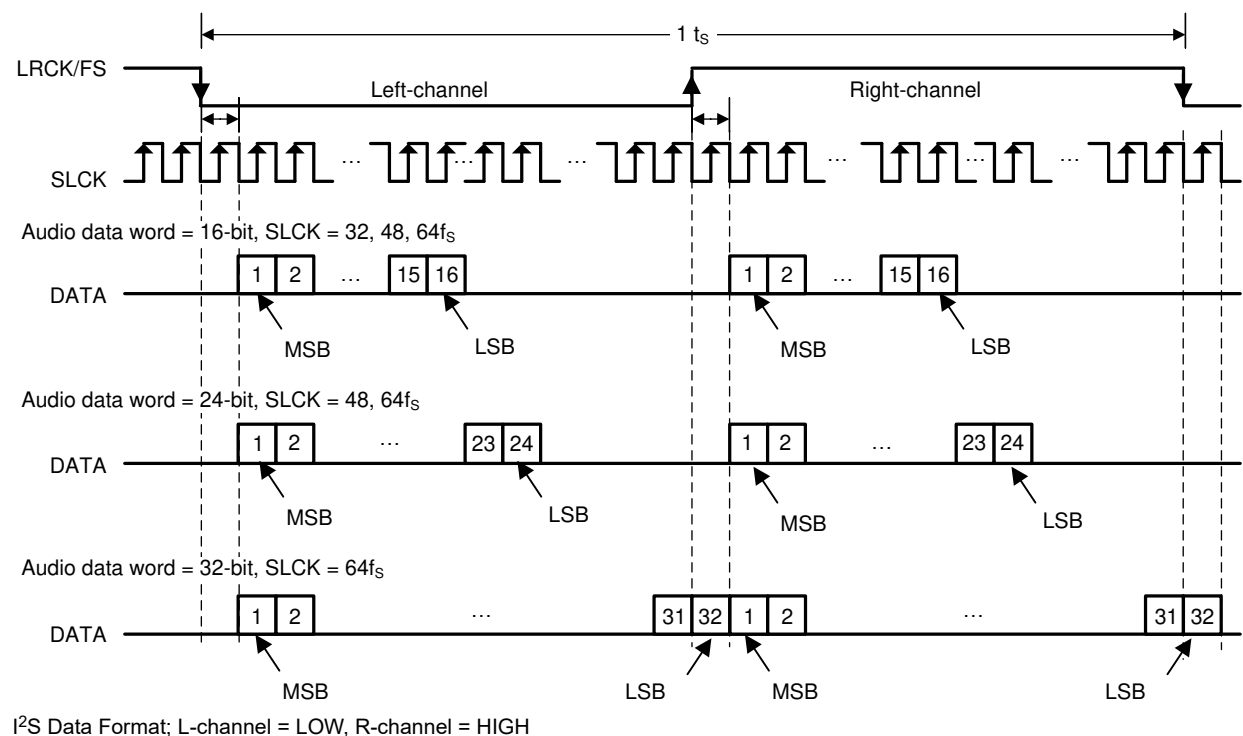 1 tS
LRCK/FS
Left-channel
Right-channel
SLCK
... ... ... ... ... ...
Audio data word = 16-bit, SLCK = 32, 48, 64fS
DATA 1 2 ... 15 16 1 2 ... 15 16
MSB LSB MSB LSB
Audio data word = 24-bit, SLCK = 48, 64fS
DATA 1 2 ... 23 24 1 2 ... 23 24
MSB LSB MSB LSB
Audio data word = 32-bit, SLCK = 64fS
DATA 1 2 ... 31 32 1 2 ... 31 32
MSB LSB MSB LSB
I²S Data Format; L-channel = LOW, R-channel = HIGH